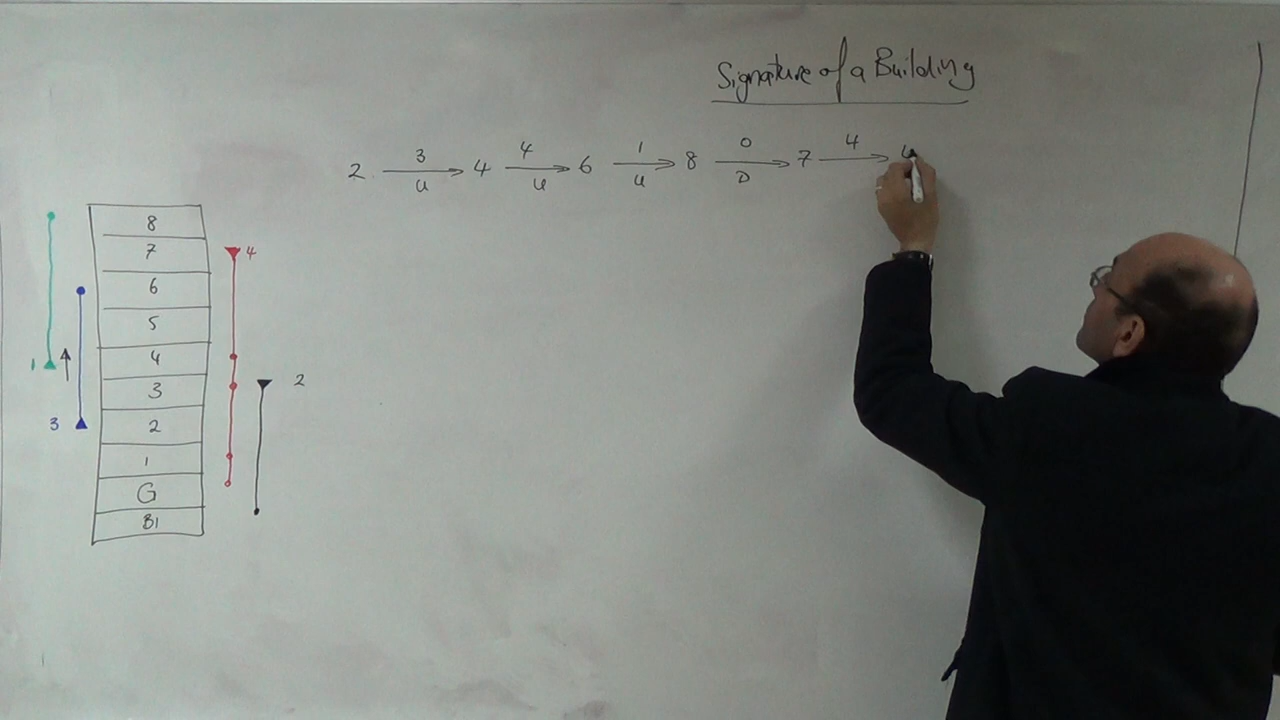 Signature of a Building
2 3 u 4 4 u 6 1 u 8 0 D 7 4
8
7 4
6
5
1 4
3 2
3 2
1
G
B1